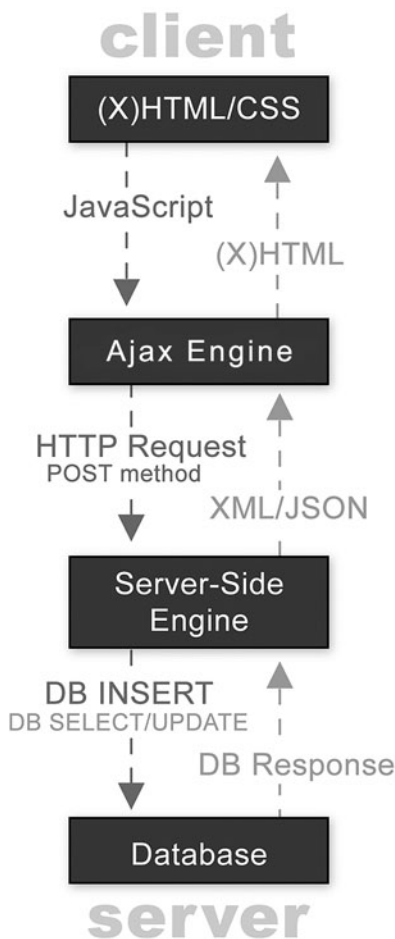 client
(X)HTML/CSS
JavaScript
(X)HTML
Ajax Engine
HTTP Request
POST method
XML/JSON
Server-Side
Engine
DB INSERT
DB SELECT/UPDATE
DB Response
Database
server